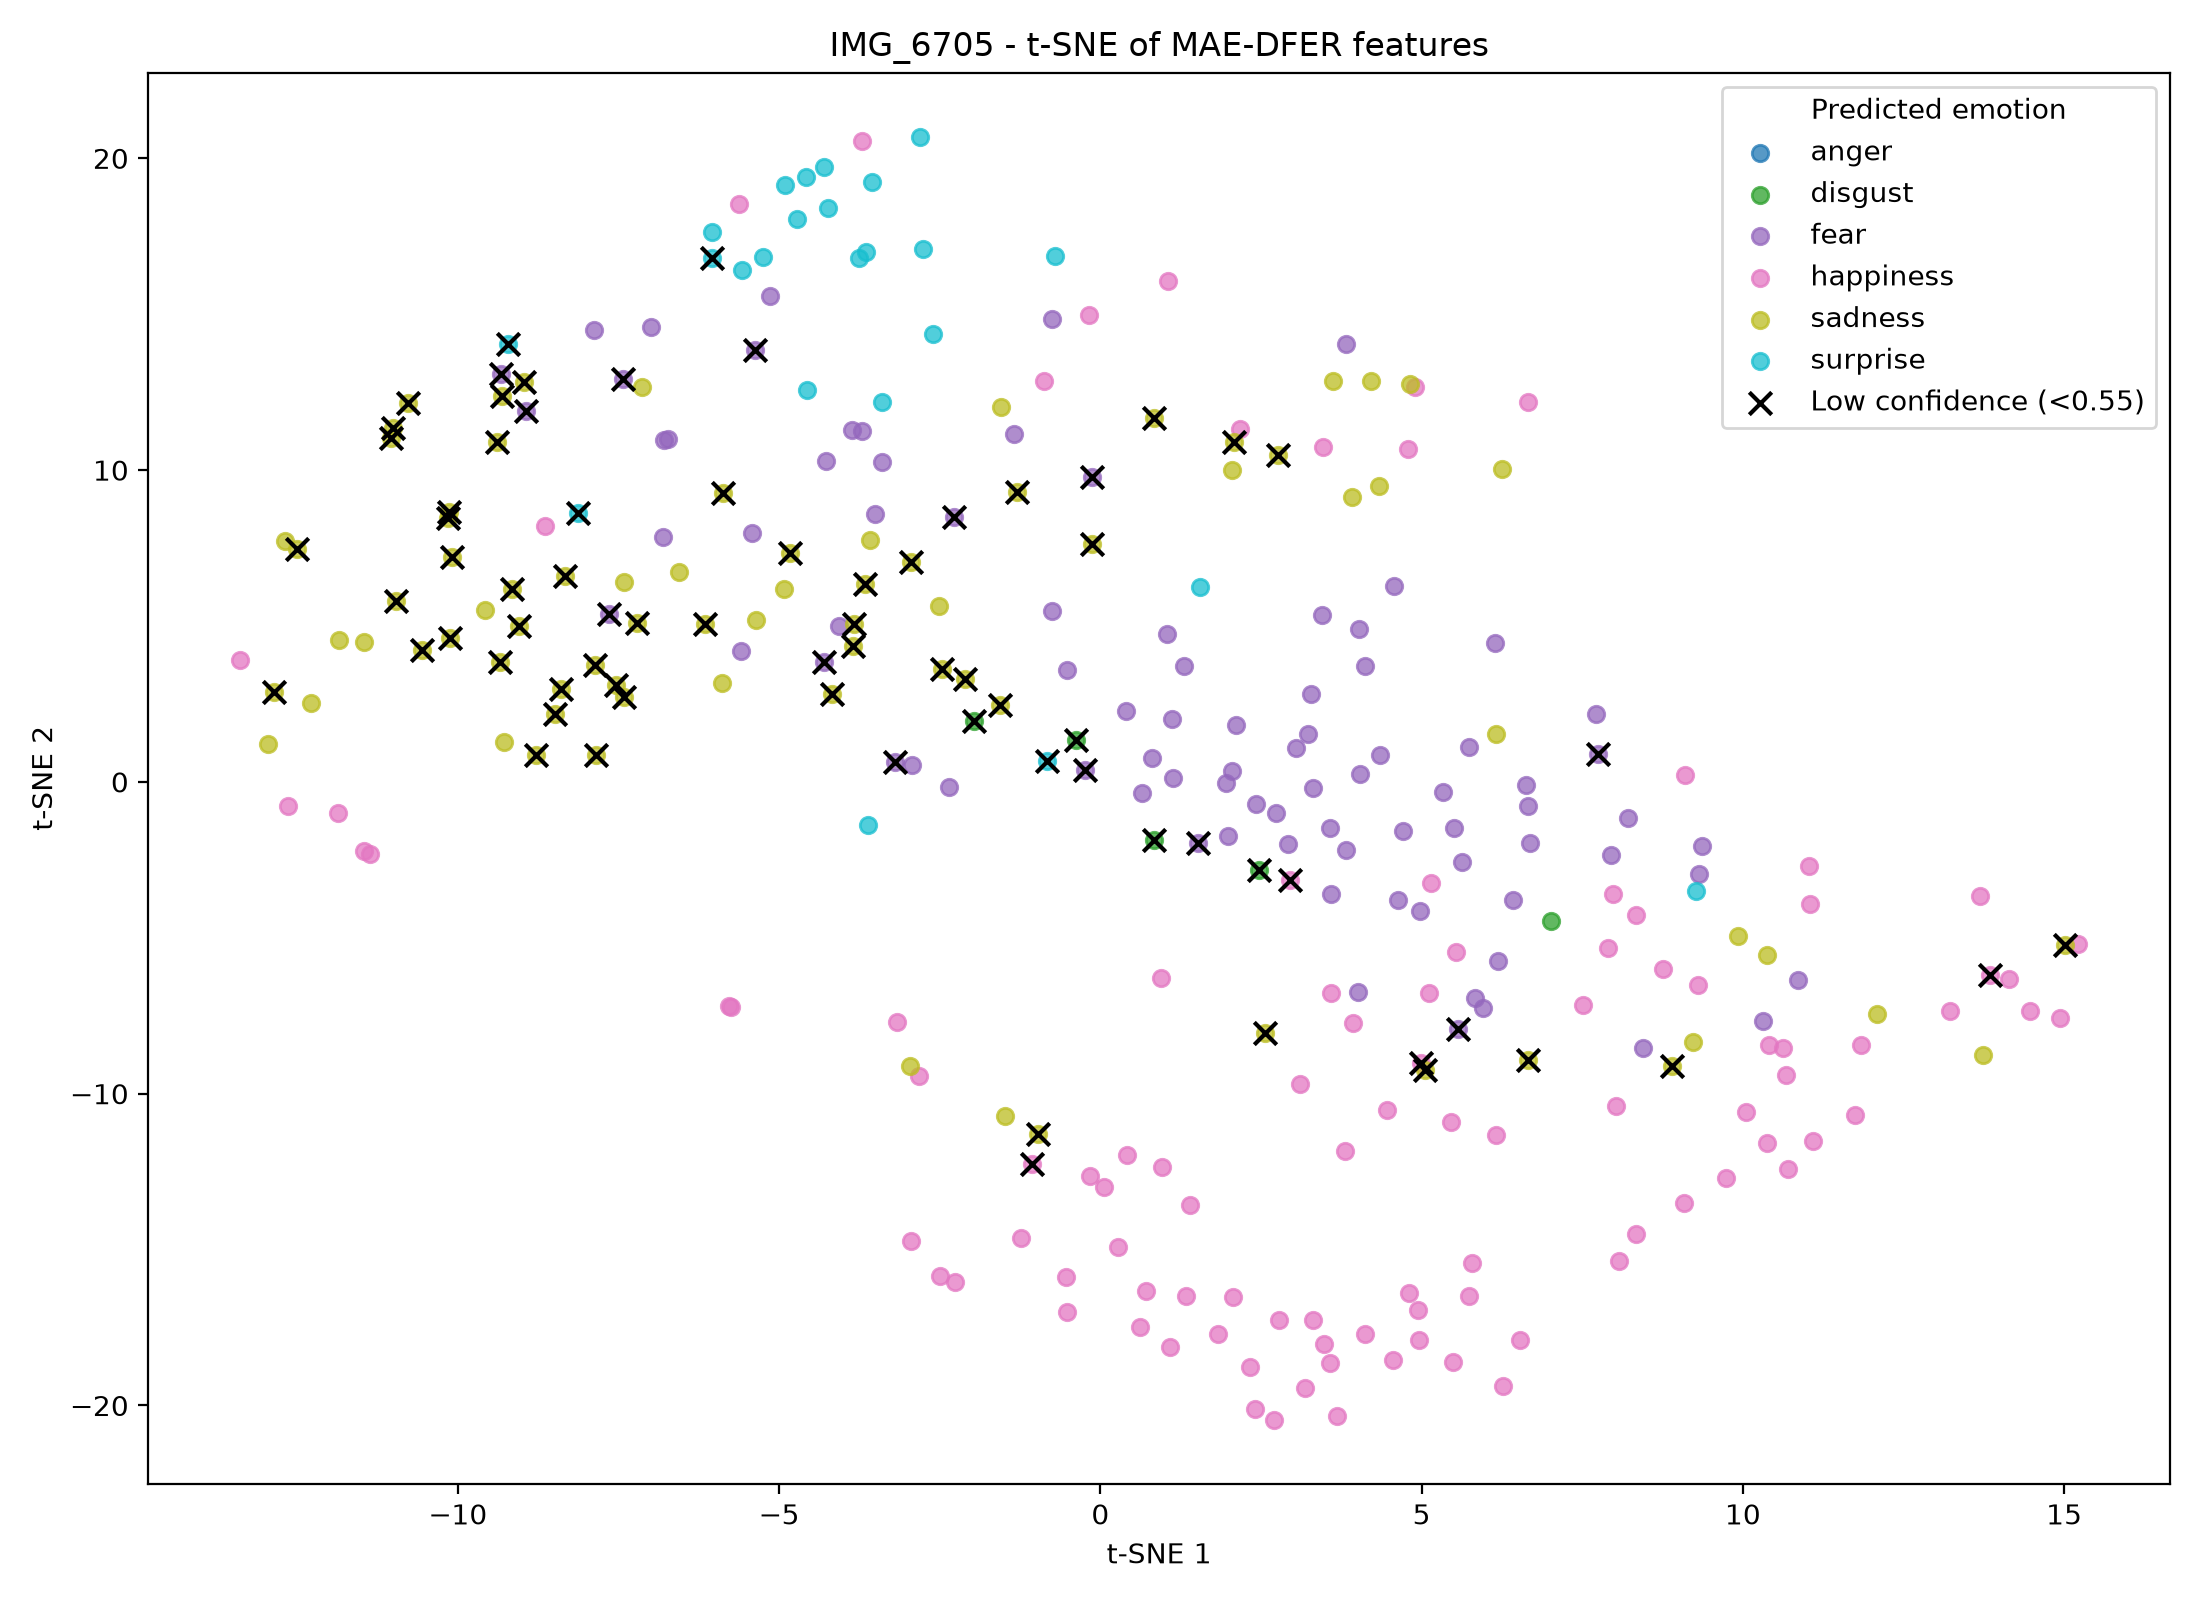 IMG_6705 - t-SNE of MAE-DFER features
Predicted emotion
anger
disgust
fear
happiness
sadness
surprise
Low confidence (<0.55)
20
10
0
−10
−20
t-SNE 2
−10
−5
0
5
10
15
t-SNE 1